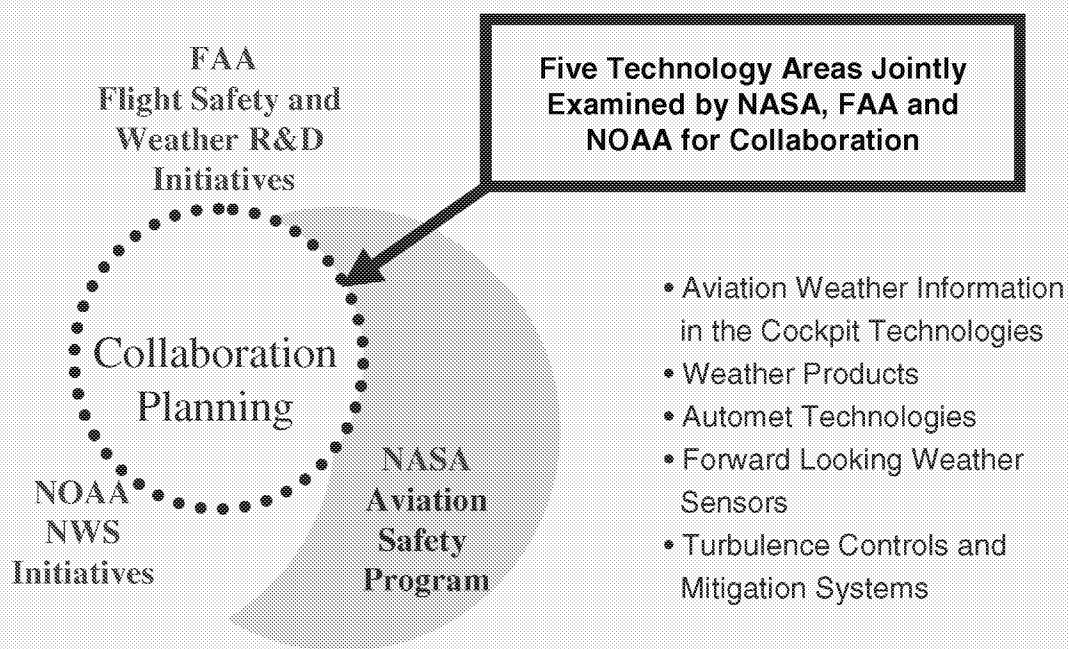 FAA
Flight Safety and
Weather R&D
Initiatives
Five Technology Areas Jointly
Examined by NASA, FAA and
NOAA for Collaboration
Collaboration
Planning
NOAA
NWS
Initiatives
NASA
Aviation
Safety
Program
• Aviation Weather Information
in the Cockpit Technologies
• Weather Products
• Automet Technologies
• Forward Looking Weather
Sensors
• Turbulence Controls and
Mitigation Systems